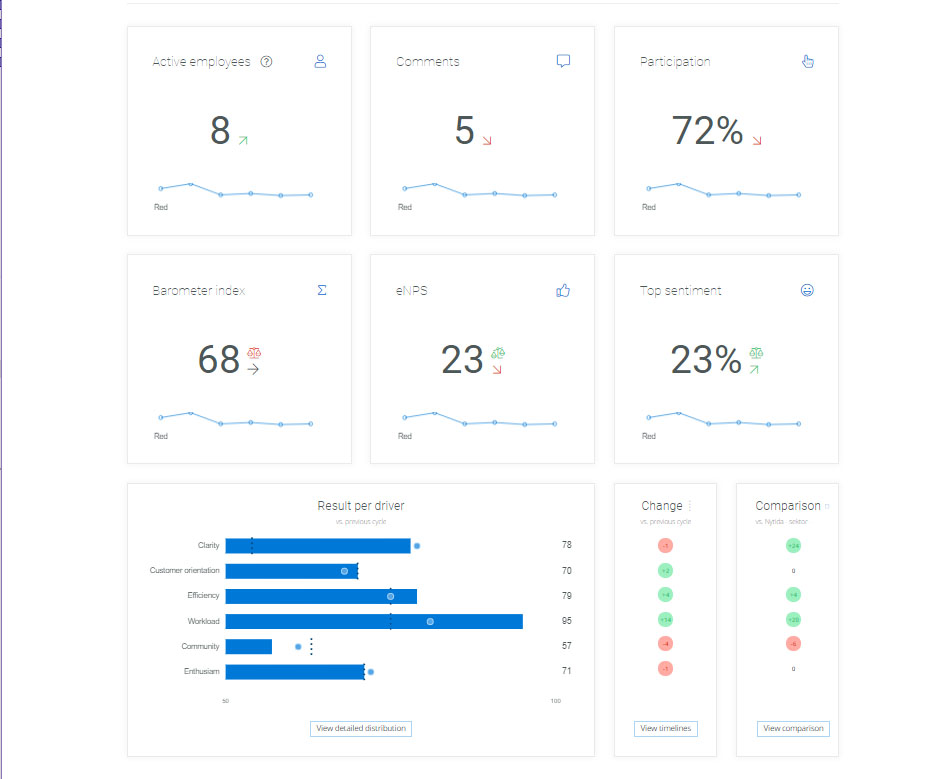 Active employees ?
Comments
Participation
8
5
72%
Red
Red
Red
Barometer index Σ
eNPS
Top sentiment
68
23
23%
Red
Red
Red
Result per driver
vs. previous cycle
Clarity 78
Customer orientation 70
Efficiency 79
Workload 95
Community 57
Enthusiasm 71
50 100
View detailed distribution
Change
vs. previous cycle
-1
+2
+4
+14
-4
-1
View timelines
Comparison
vs. Nytida - sektor
+24
0
+4
+20
-6
0
View comparison